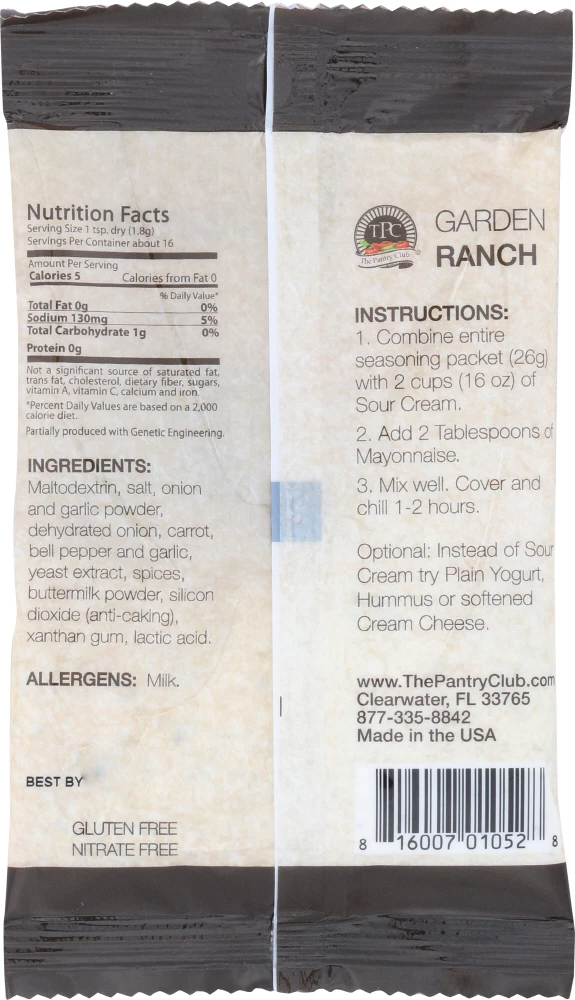 Nutrition Facts
Serving Size 1 tsp. dry (1.8g)
Servings Per Container about 16
Amount Per Serving
Calories 5 Calories from Fat 0
% Daily Value*
Total Fat 0g 0%
Sodium 130mg 5%
Total Carbohydrate 1g 0%
Protein 0g
Not a significant source of saturated fat,
trans fat, cholesterol, dietary fiber, sugars,
vitamin A, vitamin C, calcium and iron.
*Percent Daily Values are based on a 2,000
calorie diet.
Partially produced with Genetic Engineering.
INGREDIENTS:
Maltodextrin, salt, onion
and garlic powder,
dehydrated onion, carrot,
bell pepper and garlic,
yeast extract, spices,
buttermilk powder, silicon
dioxide (anti-caking),
xanthan gum, lactic acid.
ALLERGENS: Milk.
BEST BY
GLUTEN FREE
NITRATE FREE
TPC
The Pantry Club
GARDEN
RANCH
INSTRUCTIONS:
1. Combine entire
seasoning packet (26g)
with 2 cups (16 oz) of
Sour Cream.
2. Add 2 Tablespoons of
Mayonnaise.
3. Mix well. Cover and
chill 1-2 hours.
Optional: Instead of Sour
Cream try Plain Yogurt,
Hummus or softened
Cream Cheese.
www.ThePantryClub.com
Clearwater, FL 33765
877-335-8842
Made in the USA
8 16007 01052 8